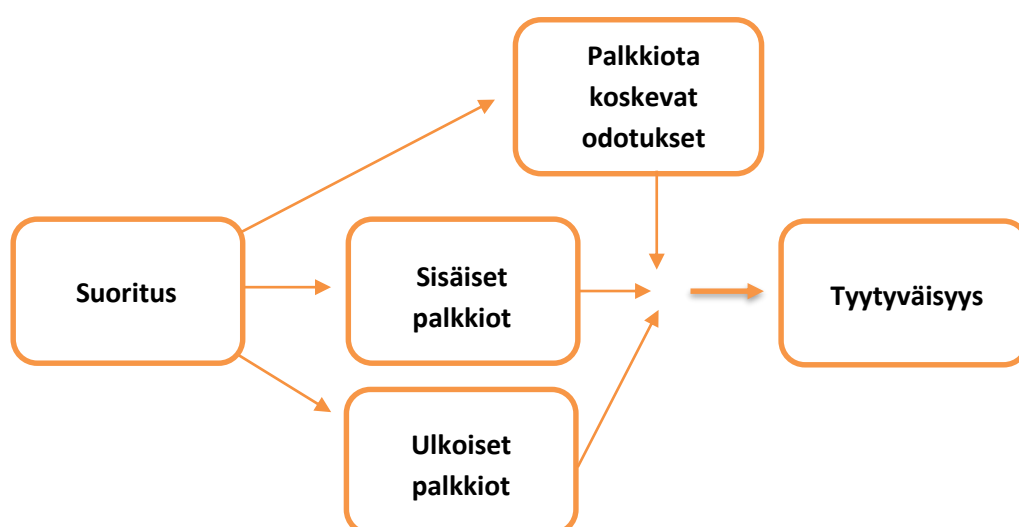 Palkkiota
koskevat
odotukset
Suoritus
Sisäiset
palkkiot
Tyytyväisyys
Ulkoiset
palkkiot